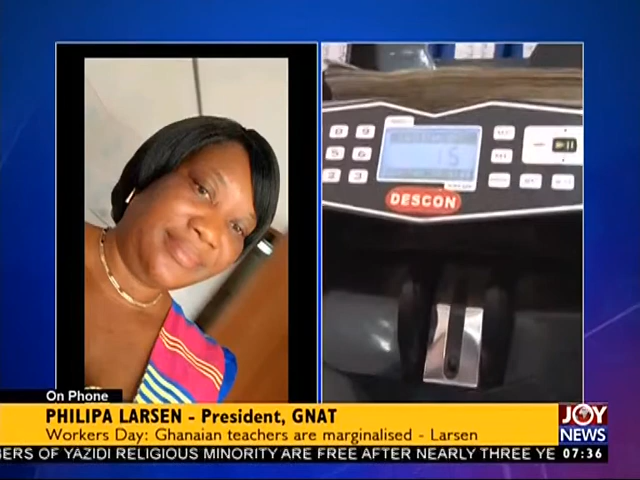 15
DESCON
On Phone
PHILIPA LARSEN - President, GNAT
Workers Day: Ghanaian teachers are marginalised - Larsen
JOY
NEWS
ERS OF YAZIDI RELIGIOUS MINORITY ARE FREE AFTER NEARLY THREE YE
07:36